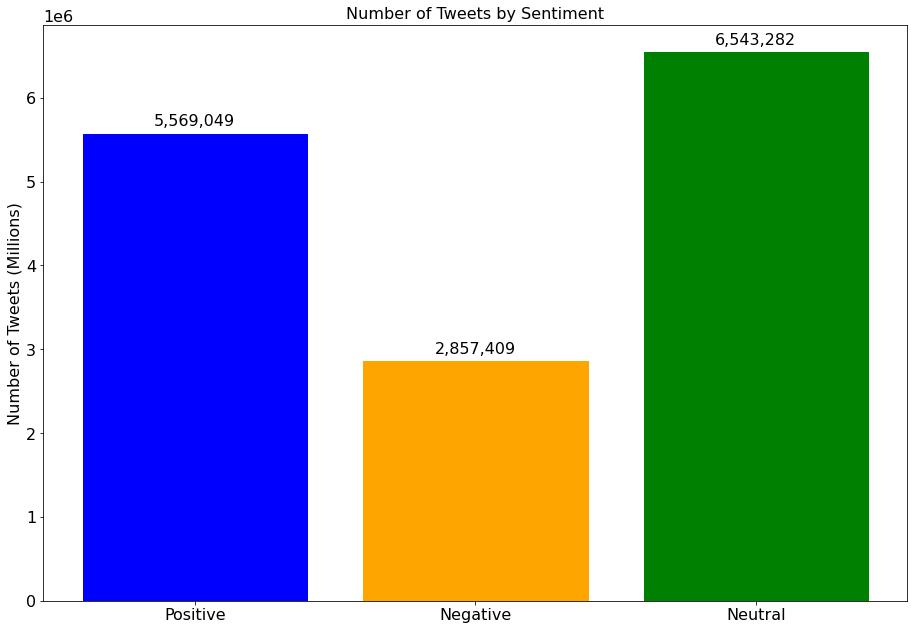 Number of Tweets by Sentiment
1e6
Number of Tweets (Millions)
6
5
4
3
2
1
0
5,569,049
2,857,409
6,543,282
Positive
Negative
Neutral